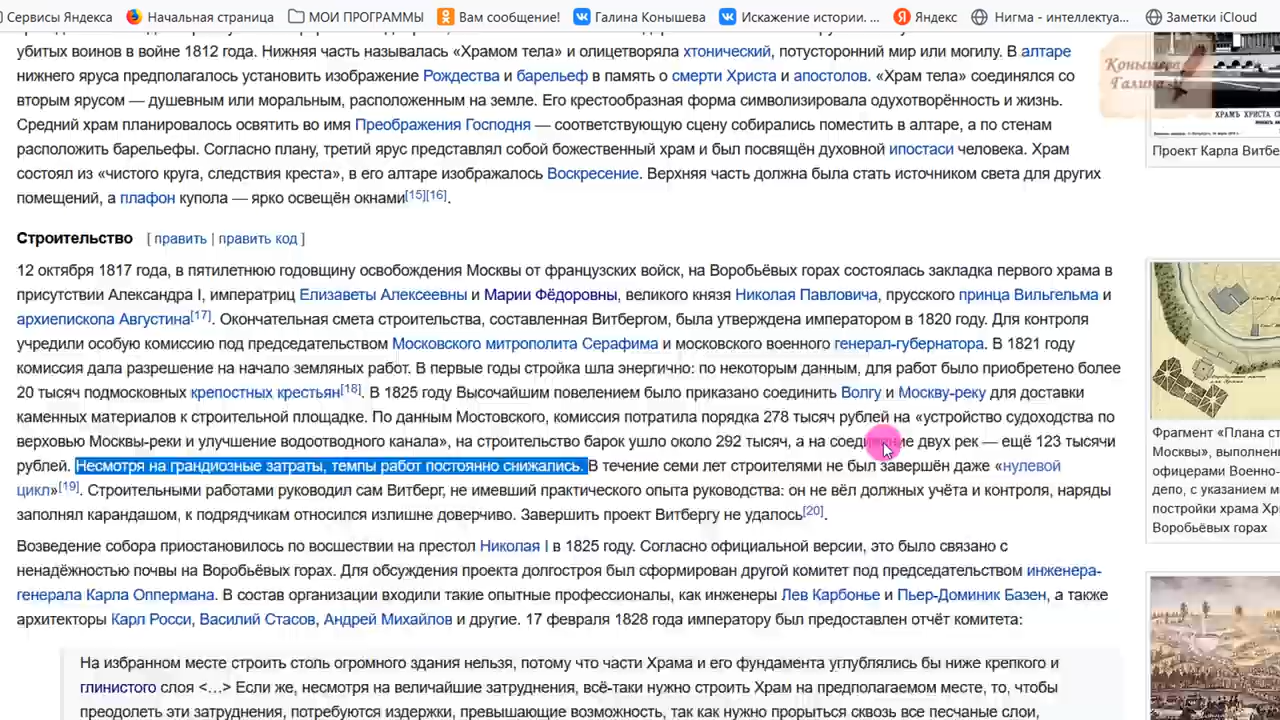 Сервисы Яндекса Начальная страница МОИ ПРОГРАММЫ Вам сообщение! Галина Конышева Искажение истории. ... Яндекс Нигма - интеллектуа... Заметки iCloud
убитых воинов в войне 1812 года. Нижняя часть называлась «Храмом тела» и олицетворяла хтонический, потусторонний мир или могилу. В алтаре
нижнего яруса предполагалось установить изображение Рождества и барельеф в память о смерти Христа и апостолов. «Храм тела» соединялся со
вторым ярусом — душевным или моральным, расположенным на земле. Его крестообразная форма символизировала одухотворённость и жизнь.
Средний храм планировалось освятить во имя Преображения Господня — соответствующую сцену собирались поместить в алтаре, а по стенам
расположить барельефы. Согласно плану, третий ярус представлял собой божественный храм и был посвящён духовной ипостаси человека. Храм
состоял из «чистого круга, следствия креста», в его алтаре изображалось Воскресение. Верхняя часть должна была стать источником света для других
помещений, а плафон купола — ярко освещён окнами[15][16].
Конышева
Галина
ХРАМЪ ХРИСТА
Проект Карла Витбе
Строительство [ править | править код ]
12 октября 1817 года, в пятилетнюю годовщину освобождения Москвы от французских войск, на Воробьёвых горах состоялась закладка первого храма в
присутствии Александра I, императриц Елизаветы Алексеевны и Марии Фёдоровны, великого князя Николая Павловича, прусского принца Вильгельма и
архиепископа Августина[17]. Окончательная смета строительства, составленная Витбергом, была утверждена императором в 1820 году. Для контроля
учредили особую комиссию под председательством Московского митрополита Серафима и московского военного генерал-губернатора. В 1821 году
комиссия дала разрешение на начало земляных работ. В первые годы стройка шла энергично: по некоторым данным, для работ было приобретено более
20 тысяч подмосковных крепостных крестьян[18]. В 1825 году Высочайшим повелением было приказано соединить Волгу и Москву-реку для доставки
каменных материалов к строительной площадке. По данным Мостовского, комиссия потратила порядка 278 тысяч рублей на «устройство судоходства по
верховью Москвы-реки и улучшение водоотводного канала», на строительство барок ушло около 292 тысяч, а на соединение двух рек — ещё 123 тысячи
рублей. Несмотря на грандиозные затраты, темпы работ постоянно снижались. В течение семи лет строителями не был завершён даже «нулевой
цикл»[19]. Строительными работами руководил сам Витберг, не имевший практического опыта руководства: он не вёл должных учёта и контроля, наряды
заполнял карандашом, к подрядчикам относился излишне доверчиво. Завершить проект Витбергу не удалось[20].
Фрагмент «Плана ст
Москвы», выполнен
офицерами Военно-
депо, с указанием м
постройки храма Хр
Воробьёвых горах
Возведение собора приостановилось по восшествии на престол Николая I в 1825 году. Согласно официальной версии, это было связано с
ненадёжностью почвы на Воробьёвых горах. Для обсуждения проекта долгостроя был сформирован другой комитет под председательством инженера-
генерала Карла Оппермана. В состав организации входили такие опытные профессионалы, как инженеры Лев Карбонье и Пьер-Доминик Базен, а также
архитекторы Карл Росси, Василий Стасов, Андрей Михайлов и другие. 17 февраля 1828 года императору был предоставлен отчёт комитета:
На избранном месте строить столь огромного здания нельзя, потому что части Храма и его фундамента углублялись бы ниже крепкого и
глинистого слоя <...> Если же, несмотря на величайшие затруднения, всё-таки нужно строить Храм на предполагаемом месте, то, чтобы
преодолеть эти затруднения, потребуются издержки, превышающие возможность, так как нужно прорыться сквозь все песчаные слои,